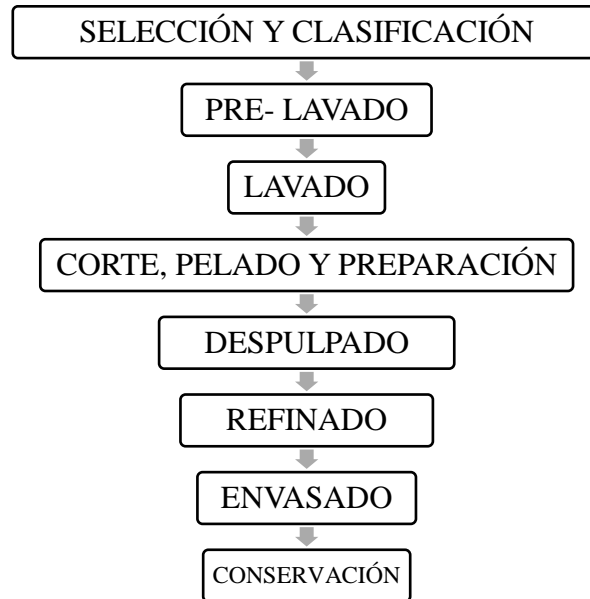 SELECCIÓN Y CLASIFICACIÓN
PRE- LAVADO
LAVADO
CORTE, PELADO Y PREPARACIÓN
DESPULPADO
REFINADO
ENVASADO
CONSERVACIÓN